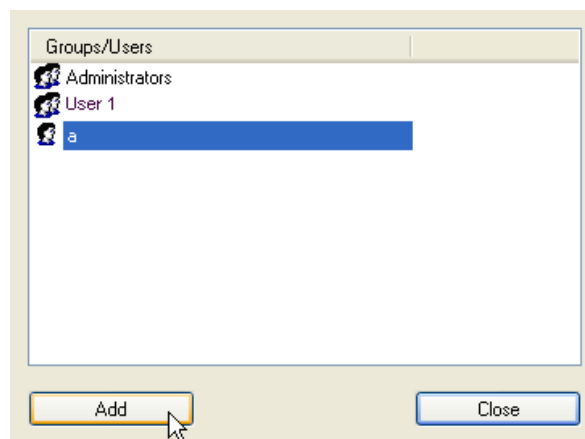 Groups/Users
Administrators
User 1
a
Add
Close